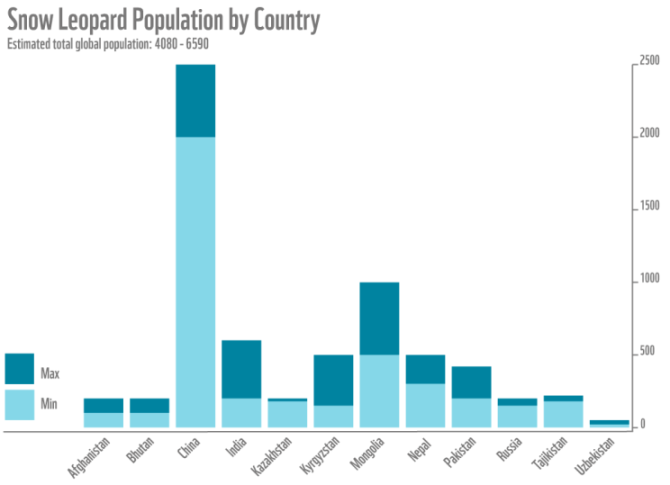 Snow Leopard Population by Country
Estimated total global population: 4080 - 6590
2500
2000
1500
1000
500
0
Max
Min
Afghanistan
Bhutan
China
India
Kazakhstan
Kyrgyzstan
Mongolia
Nepal
Pakistan
Russia
Tajikistan
Uzbekistan